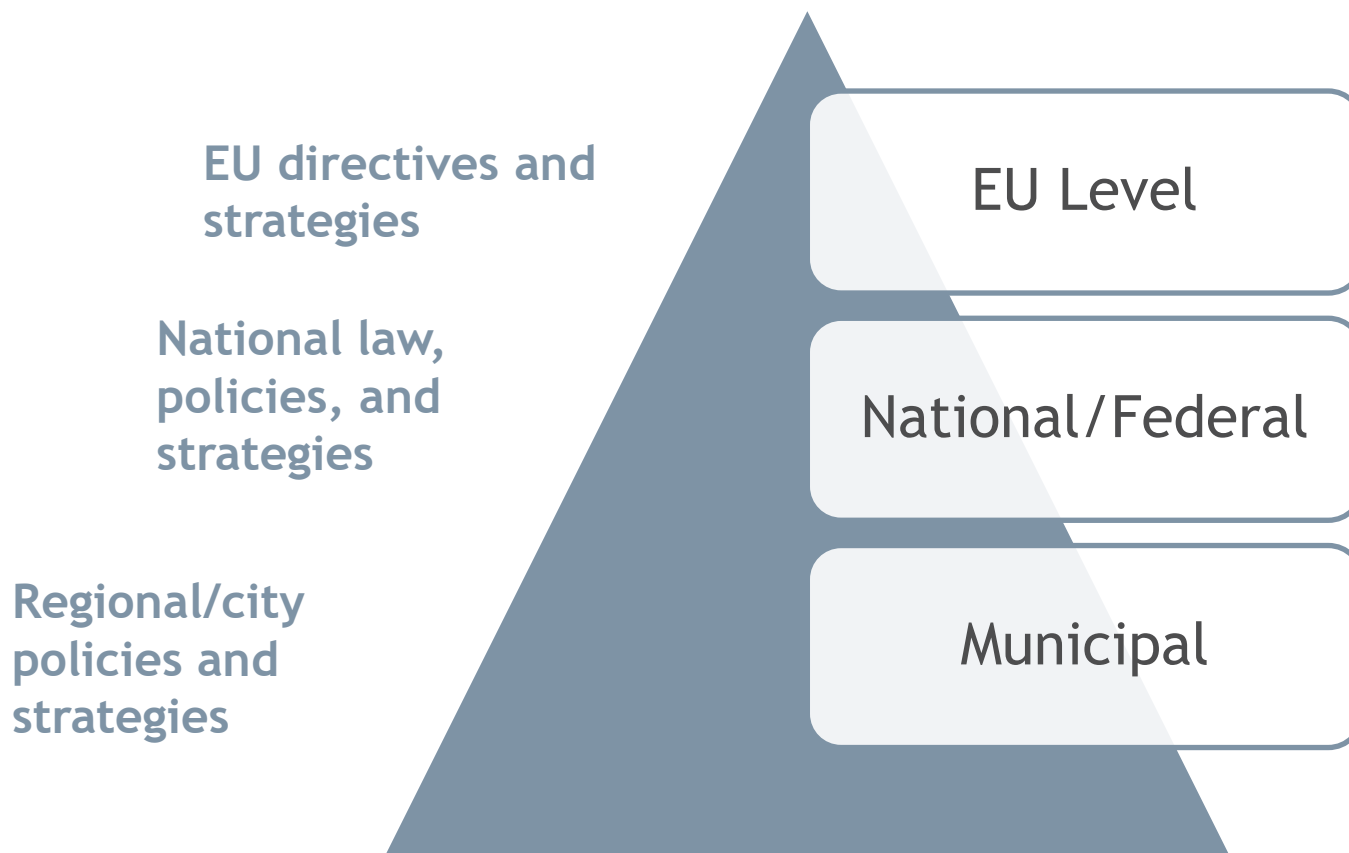 EU directives and
strategies
EU Level
National law,
policies, and
strategies
National/Federal
Regional/city
policies and
strategies
Municipal